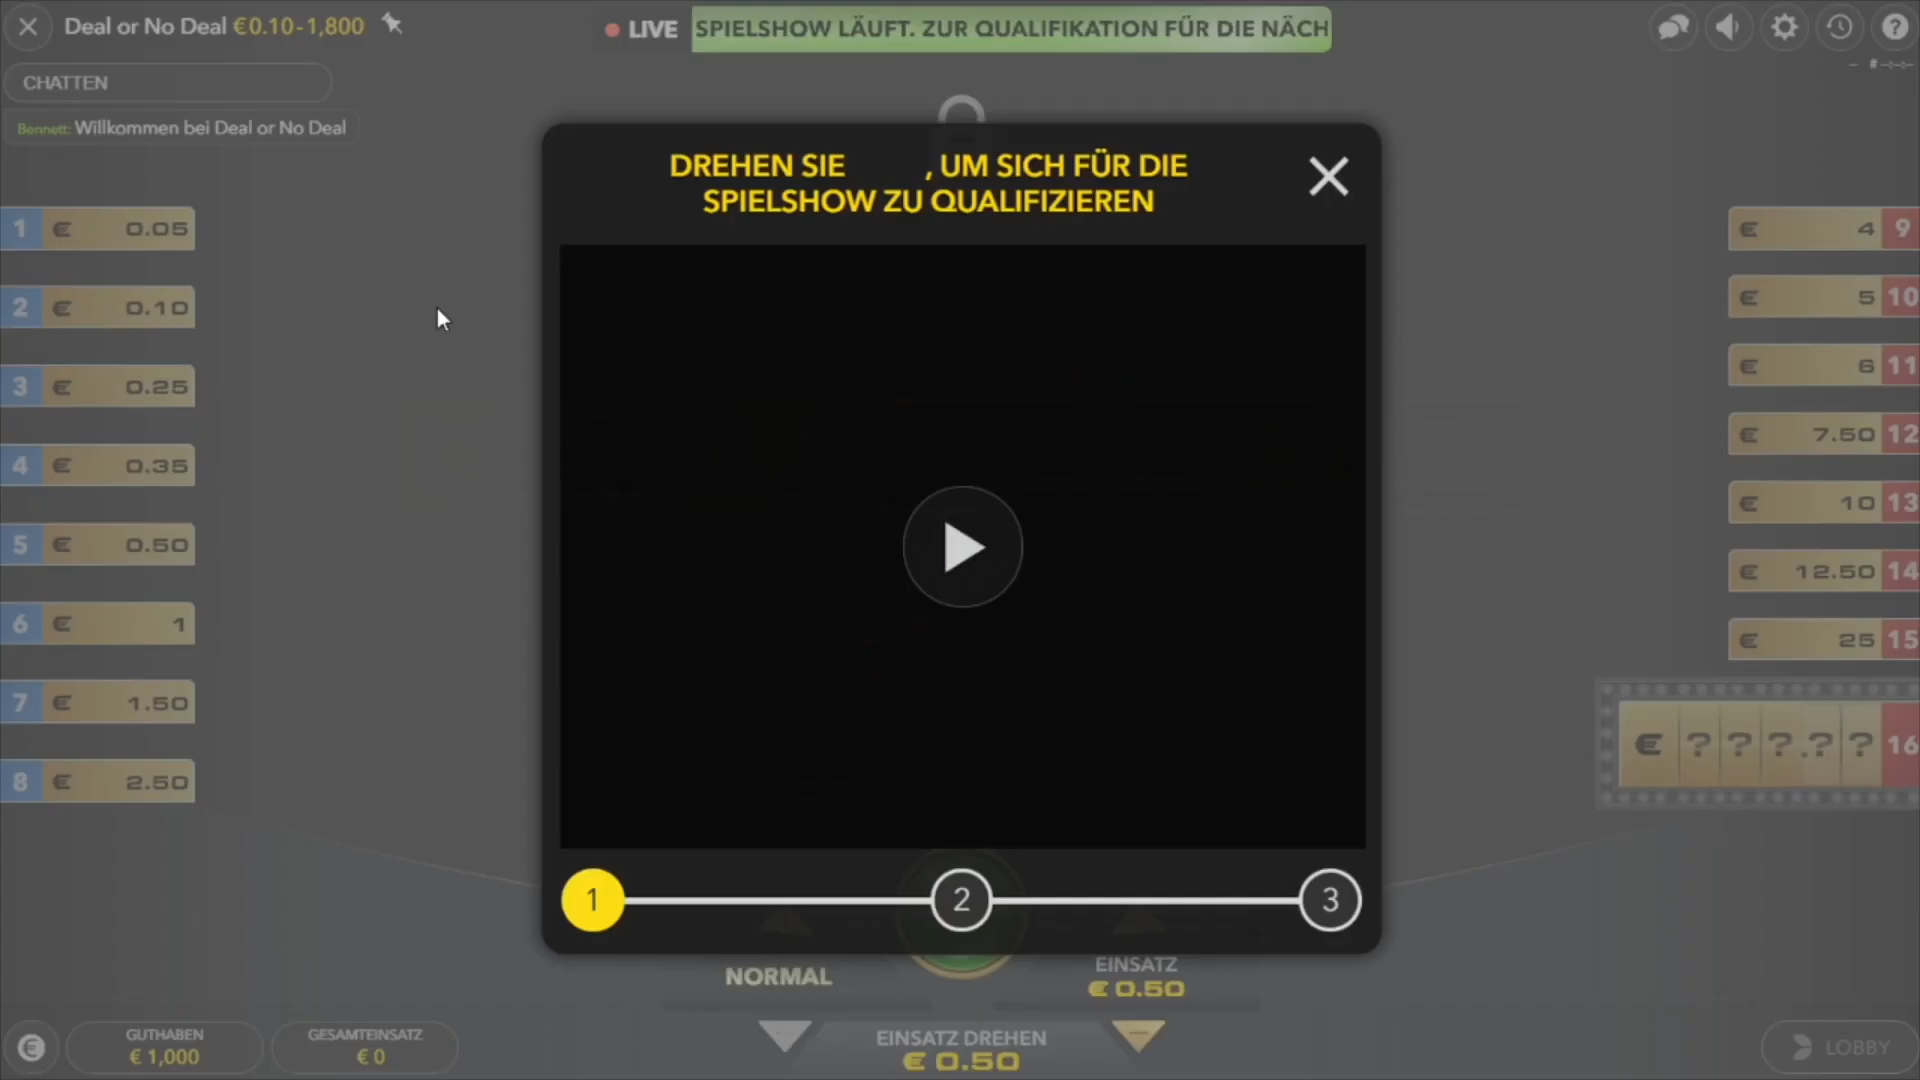 Deal or No Deal €0.10-1,800
LIVE
SPIELSHOW LÄUFT. ZUR QUALIFIKATION FÜR DIE NÄCH
CHATTEN
Bennett: Willkommen bei Deal or No Deal
DREHEN SIE , UM SICH FÜR DIE
SPIELSHOW ZU QUALIFIZIEREN
1 € 0.05
2 € 0.10
3 € 0.25
4 € 0.35
5 € 0.50
6 € 1
7 € 1.50
8 € 2.50
€ 4 9
€ 5 10
€ 6 11
€ 7.50 12
€ 10 13
€ 12.50 14
€ 25 15
€ ? ? ? . ? ? 16
1 2 3
NORMAL
EINSATZ
€ 0.50
EINSATZ DREHEN
€ 0.50
GUTHABEN
€ 1,000
GESAMTEINSATZ
€ 0
LOBBY